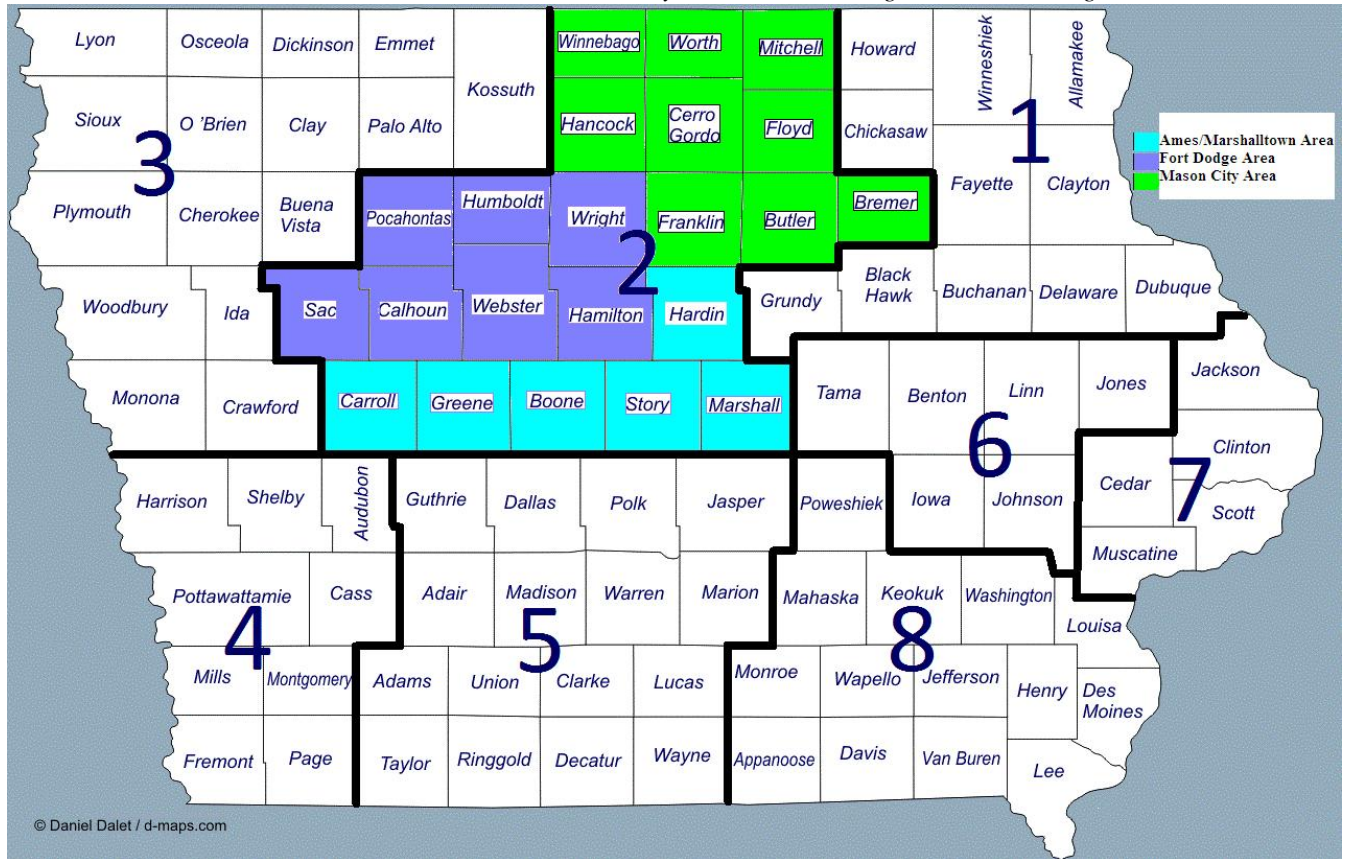 Lyon
Osceola
Dickinson
Emmet
Kossuth
Winnebago
Worth
Mitchell
Howard
Winneshiek
Allamakee
Sioux
O 'Brien
Clay
Palo Alto
Hancock
Cerro
Gordo
Floyd
Chickasaw
3
1
Ames/Marshalltown Area
Fort Dodge Area
Mason City Area
Plymouth
Cherokee
Buena
Vista
Pocahontas
Humboldt
Wright
Franklin
Butler
Bremer
Fayette
Clayton
2
Woodbury
Ida
Sac
Calhoun
Webster
Hamilton
Hardin
Grundy
Black
Hawk
Buchanan
Delaware
Dubuque
Monona
Crawford
Carroll
Greene
Boone
Story
Marshall
Tama
Benton
Linn
Jones
Jackson
6
Clinton
7
Harrison
Shelby
Audubon
Guthrie
Dallas
Polk
Jasper
Poweshiek
Iowa
Johnson
Cedar
Scott
Muscatine
Pottawattamie
Cass
Adair
Madison
Warren
Marion
Mahaska
Keokuk
Washington
Louisa
4
5
8
Mills
Montgomery
Adams
Union
Clarke
Lucas
Monroe
Wapello
Jefferson
Henry
Des
Moines
Fremont
Page
Taylor
Ringgold
Decatur
Wayne
Appanoose
Davis
Van Buren
Lee
© Daniel Dalet / d-maps.com